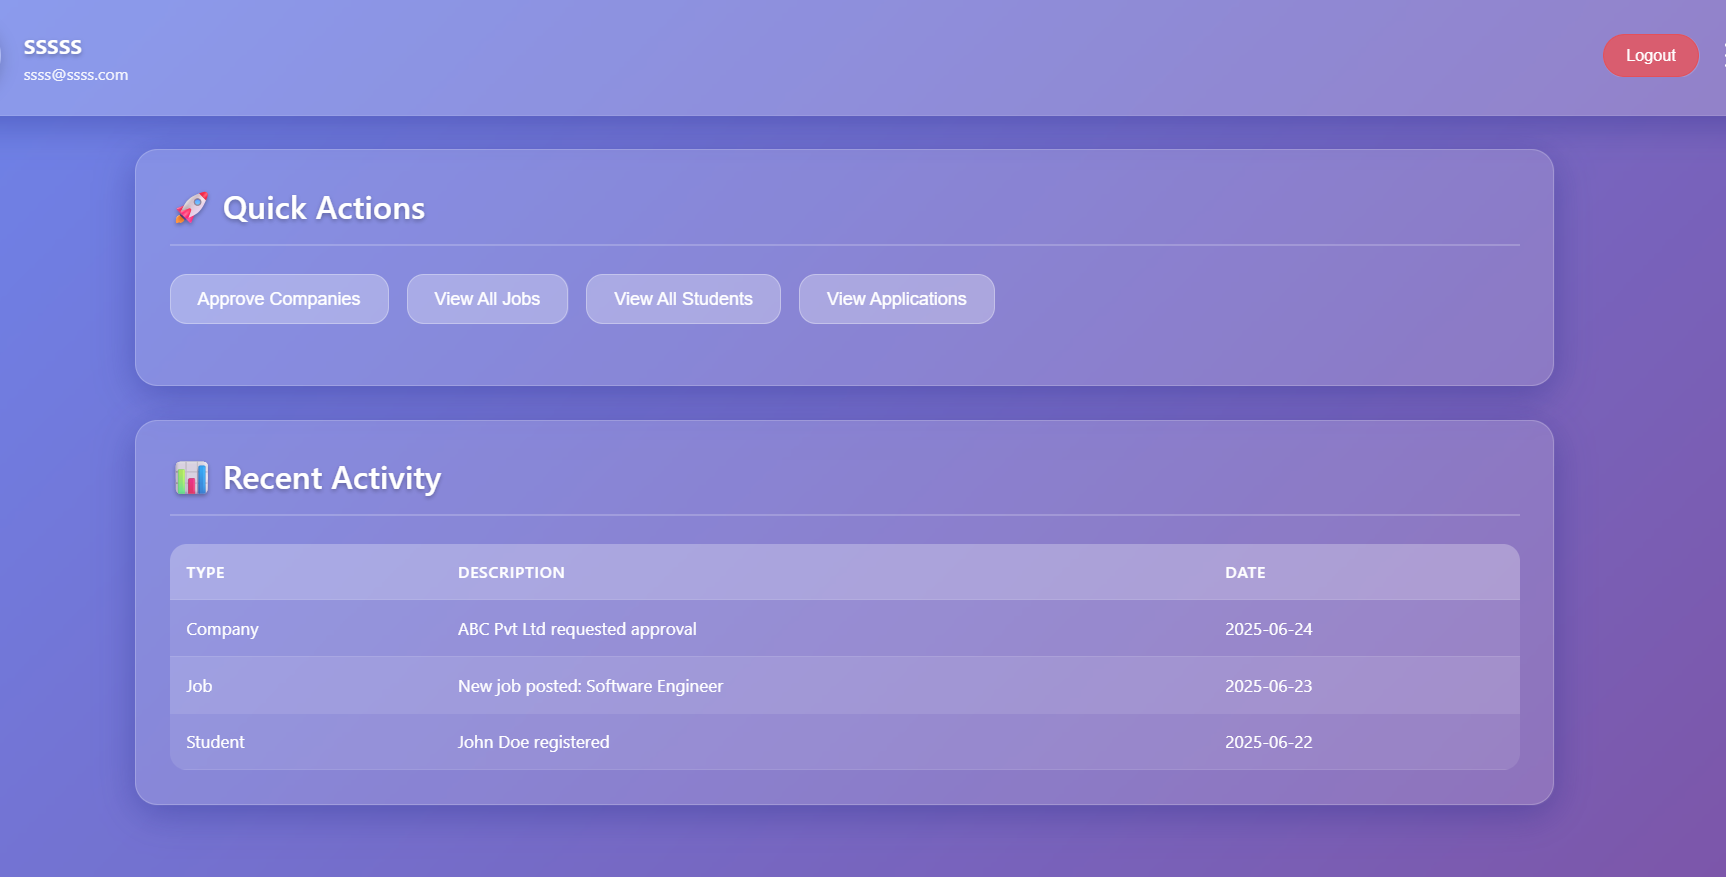 sssss
ssss@ssss.com
Logout
Quick Actions
Approve Companies
View All Jobs
View All Students
View Applications
Recent Activity
TYPE DESCRIPTION DATE
Company ABC Pvt Ltd requested approval 2025-06-24
Job New job posted: Software Engineer 2025-06-23
Student John Doe registered 2025-06-22